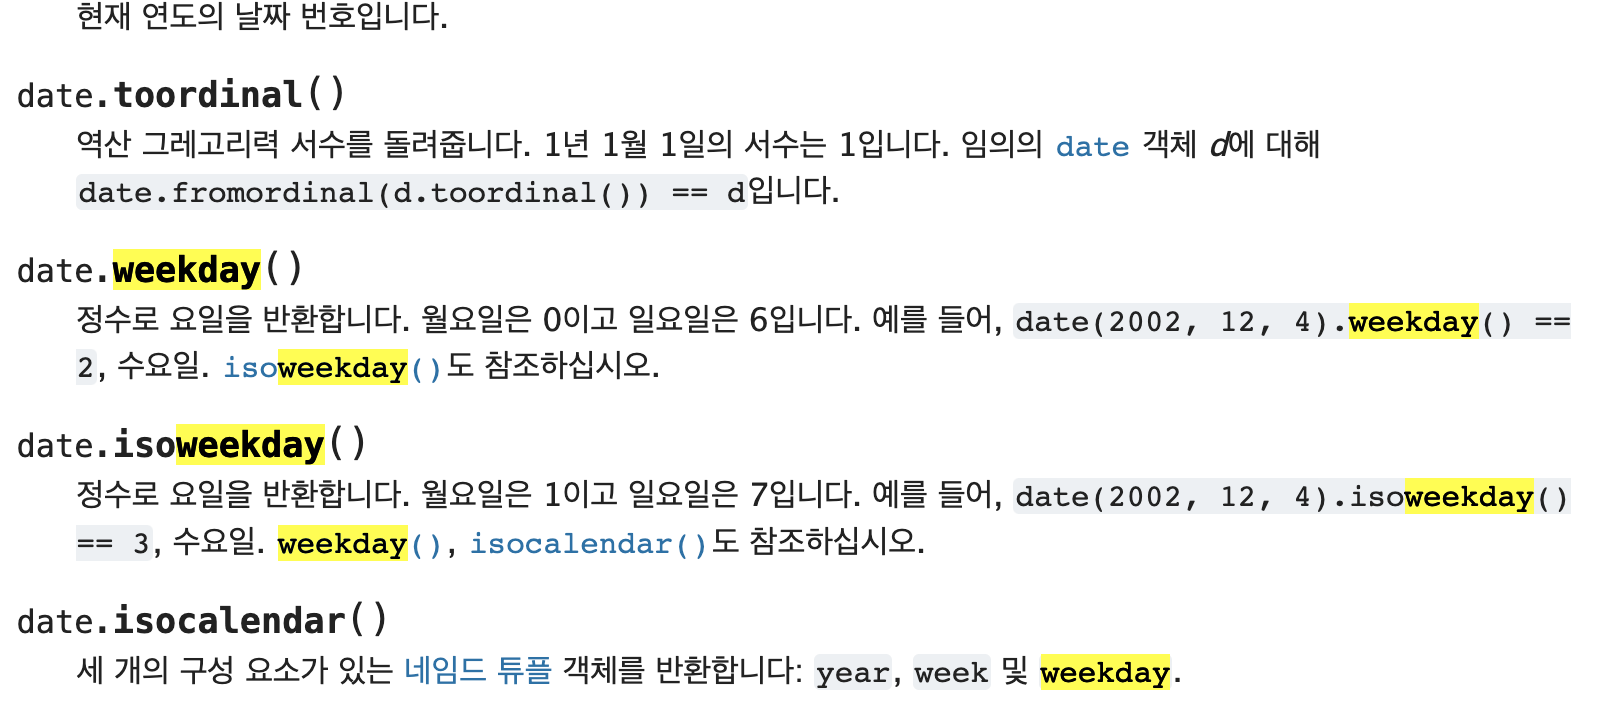 현재 연도의 날짜 번호입니다.
date.toordinal()
역산 그레고리력 서수를 돌려줍니다. 1년 1월 1일의 서수는 1입니다. 임의의 date 객체 d에 대해
date.fromordinal(d.toordinal()) == d입니다.
date.weekday()
정수로 요일을 반환합니다. 월요일은 0이고 일요일은 6입니다. 예를 들어, date(2002, 12, 4).weekday() ==
2, 수요일. isoweekday()도 참조하십시오.
date.isoweekday()
정수로 요일을 반환합니다. 월요일은 1이고 일요일은 7입니다. 예를 들어, date(2002, 12, 4).isoweekday()
== 3, 수요일. weekday(), isocalendar()도 참조하십시오.
date.isocalendar()
세 개의 구성 요소가 있는 네임드 튜플 객체를 반환합니다: year, week 및 weekday.